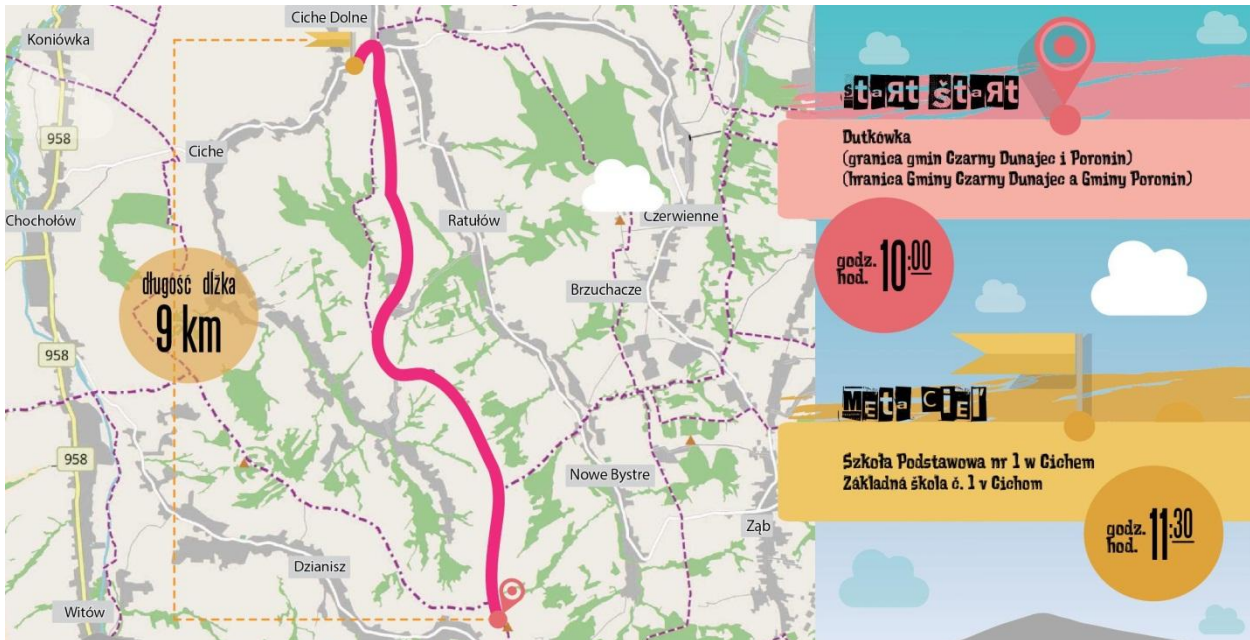 Ciche Dolne
Koniówka
958
Ciche
Chochołów
Ratułów
Czerwienne
długość dĺžka
9 km
Brzuchacze
958
958
Nowe Bystre
Ząb
Dzianisz
Witów
start štart
Dutkówka
(granica gmin Czarny Dunajec i Poronin)
(hranica Gminy Czarny Dunajec a Gminy Poronin)
godz.
hod. 10:00
Meta Cieľ
Szkoła Podstawowa nr 1 w Cichem
Základná škola č. 1 v Cichom
godz.
hod. 11:30